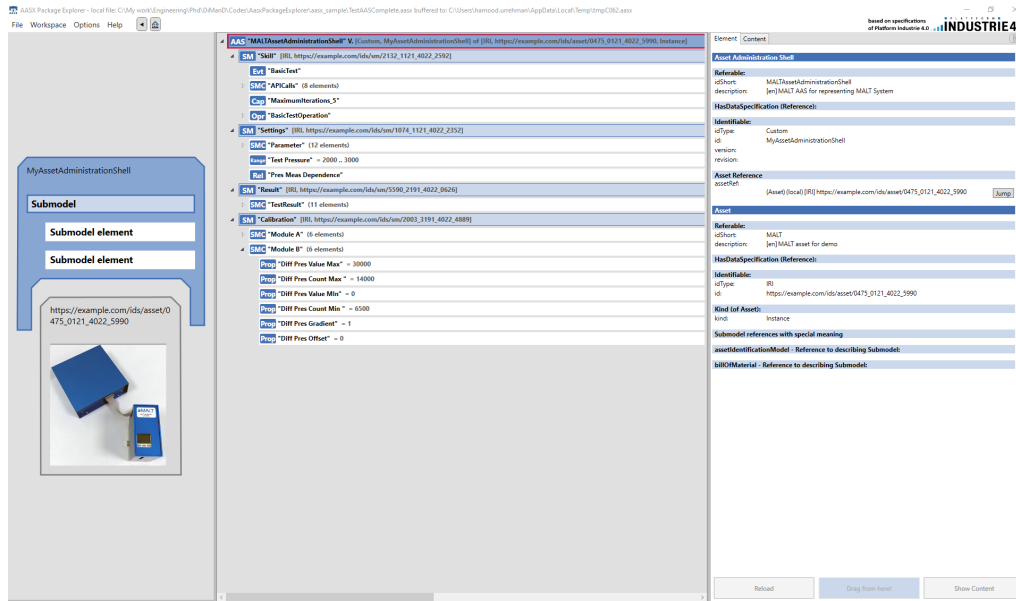 AASX Package Explorer - local file: C:\My work\Engineering\Phd\DiManD\Codes\AasxPackageExplorer\aasx_sample\TestAASComplete.aasx buffered to: C:\Users\hamood.urrehman\AppData\Local\Temp\tmpC062.aasx
File Workspace Options Help
based on specifications
of Platform Industrie 4.0
PLATTFORM
INDUSTRIE4
MyAssetAdministrationShell
Submodel
Submodel element
Submodel element
https://example.com/ids/asset/0
475_0121_4022_5990
MALT
AAS "MALTAssetAdministrationShell" V. [Custom, MyAssetAdministrationShell] of [IRI, https://example.com/ids/asset/0475_0121_4022_5990, Instance]
SM "Skill" [IRI, https://example.com/ids/sm/2132_1121_4022_2592]
Evt "BasicTest"
SMC "APICalls" (8 elements)
Cap "MaximumIterations_5"
Opr "BasicTestOperation"
SM "Settings" [IRI, https://example.com/ids/sm/1074_1121_4022_2352]
SMC "Parameter" (12 elements)
Range "Test Pressure" = 2000 .. 3000
Rel "Pres Meas Dependence"
SM "Result" [IRI, https://example.com/ids/sm/5590_2191_4022_0626]
SMC "TestResult" (11 elements)
SM "Calibration" [IRI, https://example.com/ids/sm/2003_3191_4022_4889]
SMC "Module A" (6 elements)
SMC "Module B" (6 elements)
Prop "Diff Pres Value Max" = 30000
Prop "Diff Pres Count Max " = 14000
Prop "Diff Pres Value MIn" = 0
Prop "Diff Pres Count Min " = 6500
Prop "Diff Pres Gradient" = 1
Prop "Diff Pres Offset" = 0
Element Content
Asset Administration Shell
Referable:
idShort: MALTAssetAdministrationShell
description: [en] MALT AAS for representing MALT System
HasDataSpecification (Reference):
Identifiable:
idType: Custom
id: MyAssetAdministrationShell
version:
revision:
Asset Reference
assetRef:
(Asset) (local) [IRI] https://example.com/ids/asset/0475_0121_4022_5990 Jump
Asset
Referable:
idShort: MALT
description: [en] MALT asset for demo
HasDataSpecification (Reference):
Identifiable:
idType: IRI
id: https://example.com/ids/asset/0475_0121_4022_5990
Kind (of Asset):
kind: Instance
Submodel references with special meaning
assetIdentificationModel - Reference to describing Submodel:
billOfMaterial - Reference to describing Submodel:
Reload Drag from here! Show Content